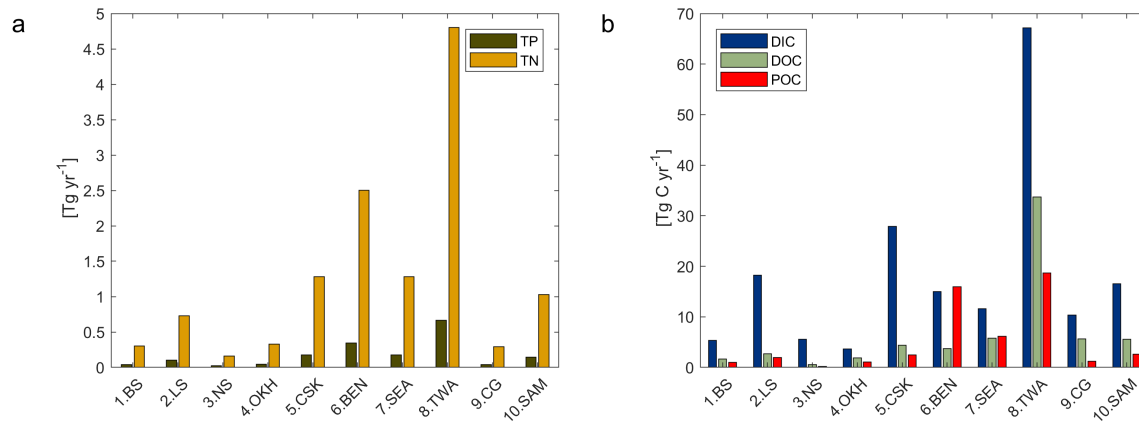 a
5
4.5
4
3.5
3
2.5
2
1.5
1
0.5
0
[Tg yr-1]
TP
TN
1.BS
2.LS
3.NS
4.OKH
5.CSK
6.BEN
7.SEA
8.TWA
9.CG
10.SAM
b
70
60
50
40
30
20
10
0
[Tg C yr-1]
DIC
DOC
POC
1.BS
2.LS
3.NS
4.OKH
5.CSK
6.BEN
7.SEA
8.TWA
9.CG
10.SAM